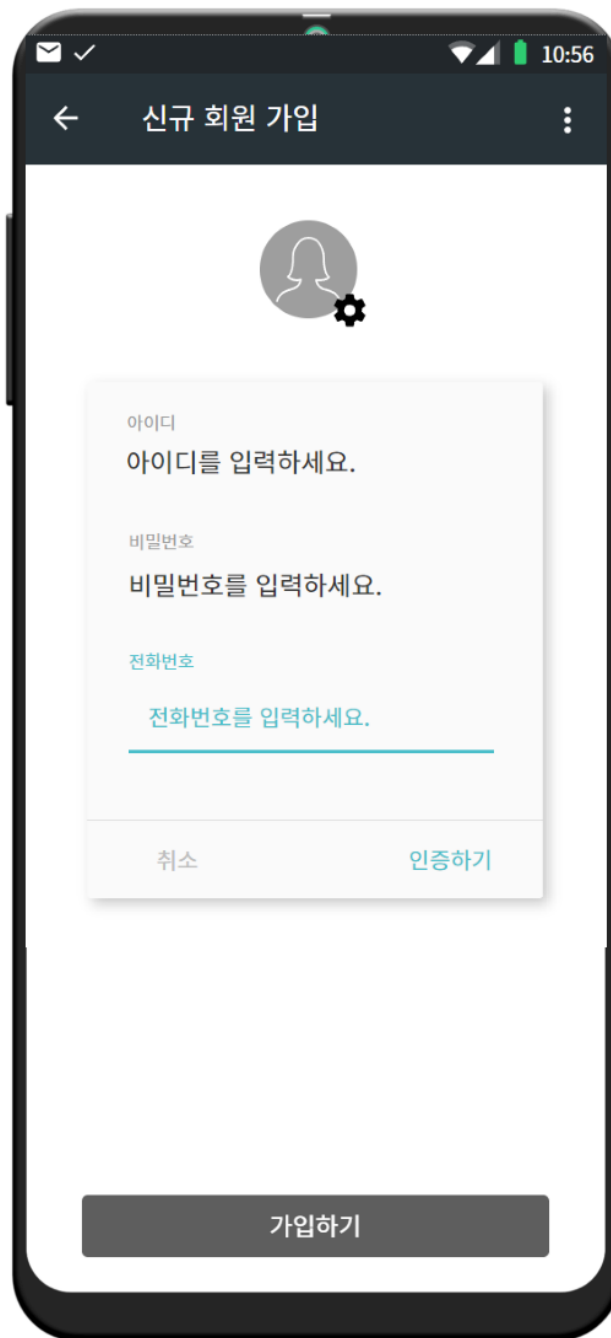 10:56
신규 회원 가입
아이디
아이디를 입력하세요.
비밀번호
비밀번호를 입력하세요.
전화번호
전화번호를 입력하세요.
취소 인증하기
가입하기